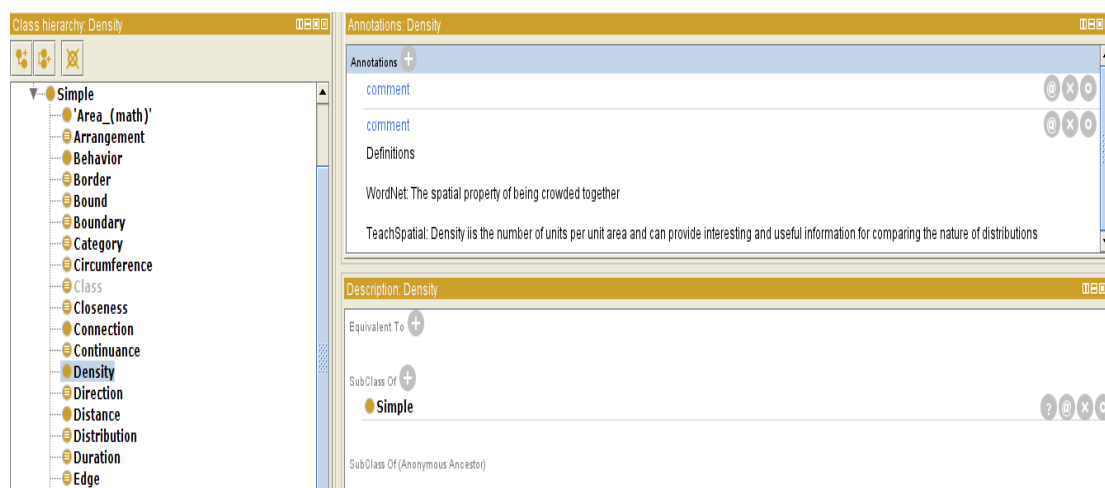 Class hierarchy: Density
Simple
'Area_(math)'
Arrangement
Behavior
Border
Bound
Boundary
Category
Circumference
Class
Closeness
Connection
Continuance
Density
Direction
Distance
Distribution
Duration
Edge
Annotations: Density
Annotations
comment
comment
Definitions
WordNet: The spatial property of being crowded together
TeachSpatial: Density iis the number of units per unit area and can provide interesting and useful information for comparing the nature of distributions
Description: Density
Equivalent To
SubClass Of
Simple
SubClass Of (Anonymous Ancestor)